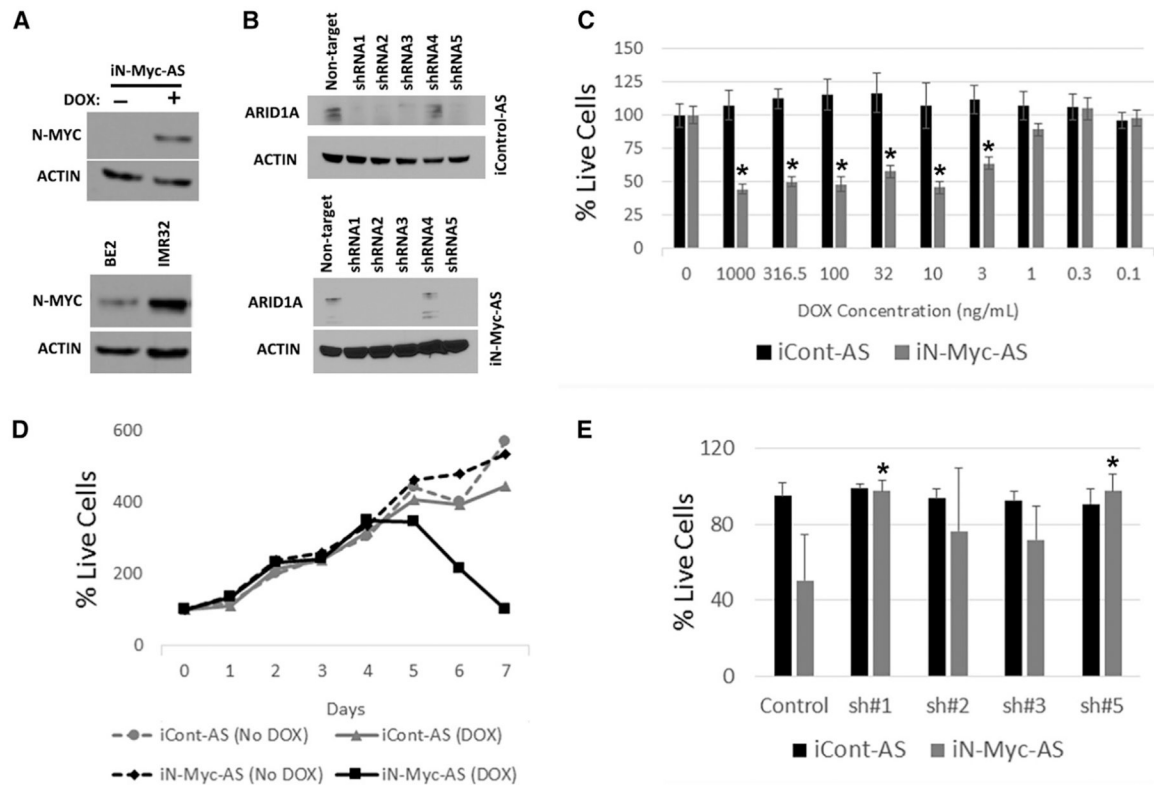 A
iN-Myc-AS
DOX: – +
N-MYC
ACTIN
BE2
IMR32
N-MYC
ACTIN
B
Non-target
shRNA1
shRNA2
shRNA3
shRNA4
shRNA5
ARID1A
ACTIN
iControl-AS
Non-target
shRNA1
shRNA2
shRNA3
shRNA4
shRNA5
ARID1A
ACTIN
iN-Myc-AS
C
% Live Cells
150
125
100
75
50
25
0
* * * * * *
0 1000 316.5 100 32 10 3 1 0.3 0.1
DOX Concentration (ng/mL)
iCont-AS iN-Myc-AS
D
% Live Cells
600
400
200
0
0 1 2 3 4 5 6 7
Days
iCont-AS (No DOX) iCont-AS (DOX)
iN-Myc-AS (No DOX) iN-Myc-AS (DOX)
E
% Live Cells
120
80
40
0
* *
Control sh#1 sh#2 sh#3 sh#5
iCont-AS iN-Myc-AS